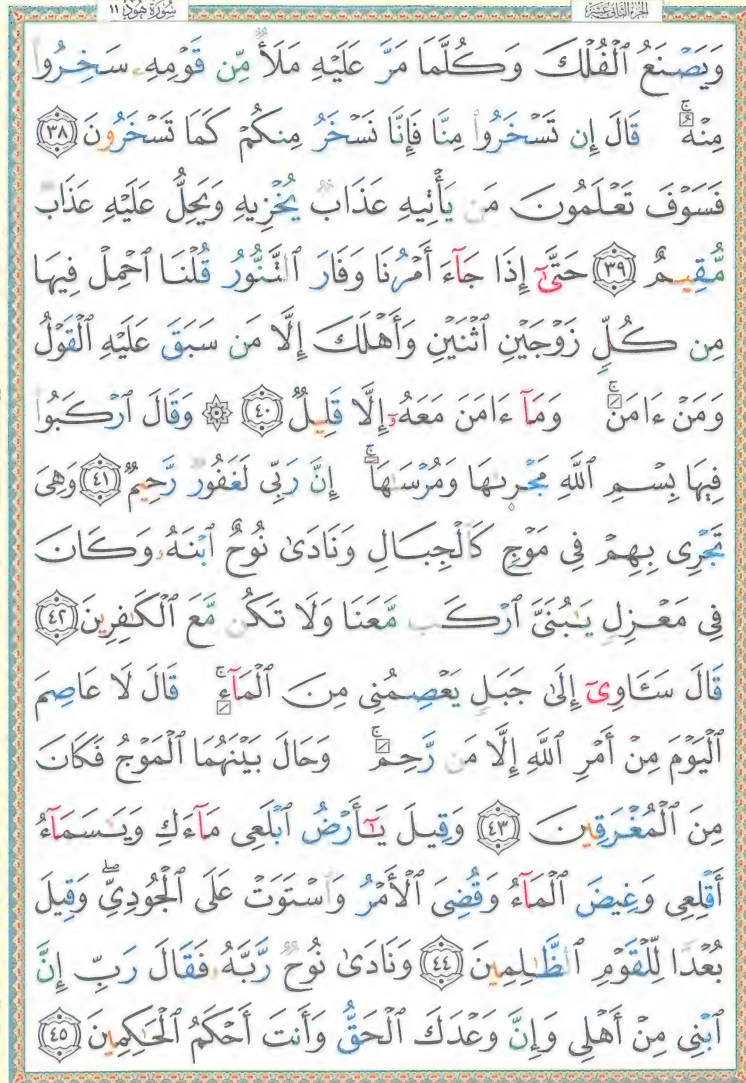 الجزء الثاني عشر سُورَةُ هُودٍ ١١
وَيَصْنَعُ ٱلْفُلْكَ وَكُلَّمَا مَرَّ عَلَيْهِ مَلَأٌ مِّن قَوْمِهِۦ سَخِرُوا۟
مِنْهُ ۚ قَالَ إِن تَسْخَرُوا۟ مِنَّا فَإِنَّا نَسْخَرُ مِنكُمْ كَمَا تَسْخَرُونَ ٣٨
فَسَوْفَ تَعْلَمُونَ مَن يَأْتِيهِ عَذَابٌ يُخْزِيهِ وَيَحِلُّ عَلَيْهِ عَذَابٌ
مُّقِيمٌ ٣٩ حَتَّىٰٓ إِذَا جَآءَ أَمْرُنَا وَفَارَ ٱلتَّنُّورُ قُلْنَا ٱحْمِلْ فِيهَا
مِن كُلٍّ زَوْجَيْنِ ٱثْنَيْنِ وَأَهْلَكَ إِلَّا مَن سَبَقَ عَلَيْهِ ٱلْقَوْلُ
وَمَنْ ءَامَنَ ۚ وَمَآ ءَامَنَ مَعَهُۥٓ إِلَّا قَلِيلٌ ٤٠ ۞ وَقَالَ ٱرْكَبُوا۟
فِيهَا بِسْمِ ٱللَّهِ مَجْر۪ىٰهَا وَمُرْسَىٰهَآ ۚ إِنَّ رَبِّى لَغَفُورٌ رَّحِيمٌ ٤١ وَهِىَ
تَجْرِى بِهِمْ فِى مَوْجٍ كَٱلْجِبَالِ وَنَادَىٰ نُوحٌ ٱبْنَهُۥ وَكَانَ
فِى مَعْزِلٍ يَـٰبُنَىَّ ٱرْكَب مَّعَنَا وَلَا تَكُن مَّعَ ٱلْكَـٰفِرِينَ ٤٢
قَالَ سَـَٔاوِىٓ إِلَىٰ جَبَلٍ يَعْصِمُنِى مِنَ ٱلْمَآءِ ۚ قَالَ لَا عَاصِمَ
ٱلْيَوْمَ مِنْ أَمْرِ ٱللَّهِ إِلَّا مَن رَّحِمَ ۚ وَحَالَ بَيْنَهُمَا ٱلْمَوْجُ فَكَانَ
مِنَ ٱلْمُغْرَقِينَ ٤٣ وَقِيلَ يَـٰٓأَرْضُ ٱبْلَعِى مَآءَكِ وَيَـٰسَمَآءُ
أَقْلِعِى وَغِيضَ ٱلْمَآءُ وَقُضِىَ ٱلْأَمْرُ وَٱسْتَوَتْ عَلَى ٱلْجُودِىِّ ۖ وَقِيلَ
بُعْدًا لِّلْقَوْمِ ٱلظَّـٰلِمِينَ ٤٤ وَنَادَىٰ نُوحٌ رَّبَّهُۥ فَقَالَ رَبِّ إِنَّ
ٱبْنِى مِنْ أَهْلِى وَإِنَّ وَعْدَكَ ٱلْحَقُّ وَأَنتَ أَحْكَمُ ٱلْحَـٰكِمِينَ ٤٥